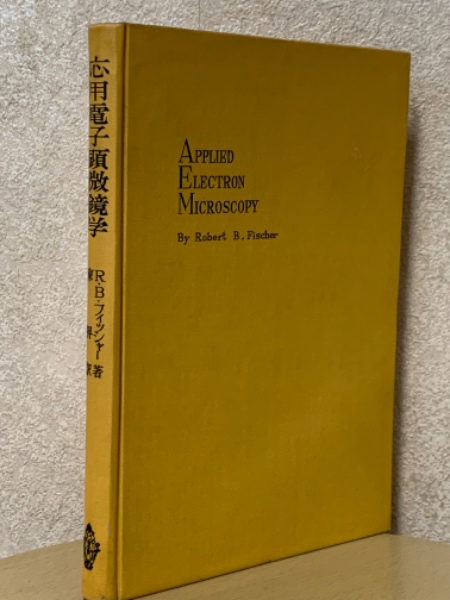 応用電子顕微鏡学
R・B・フィッシャー著
APPLIED
ELECTRON
MICROSCOPY
By Robert B. Fischer